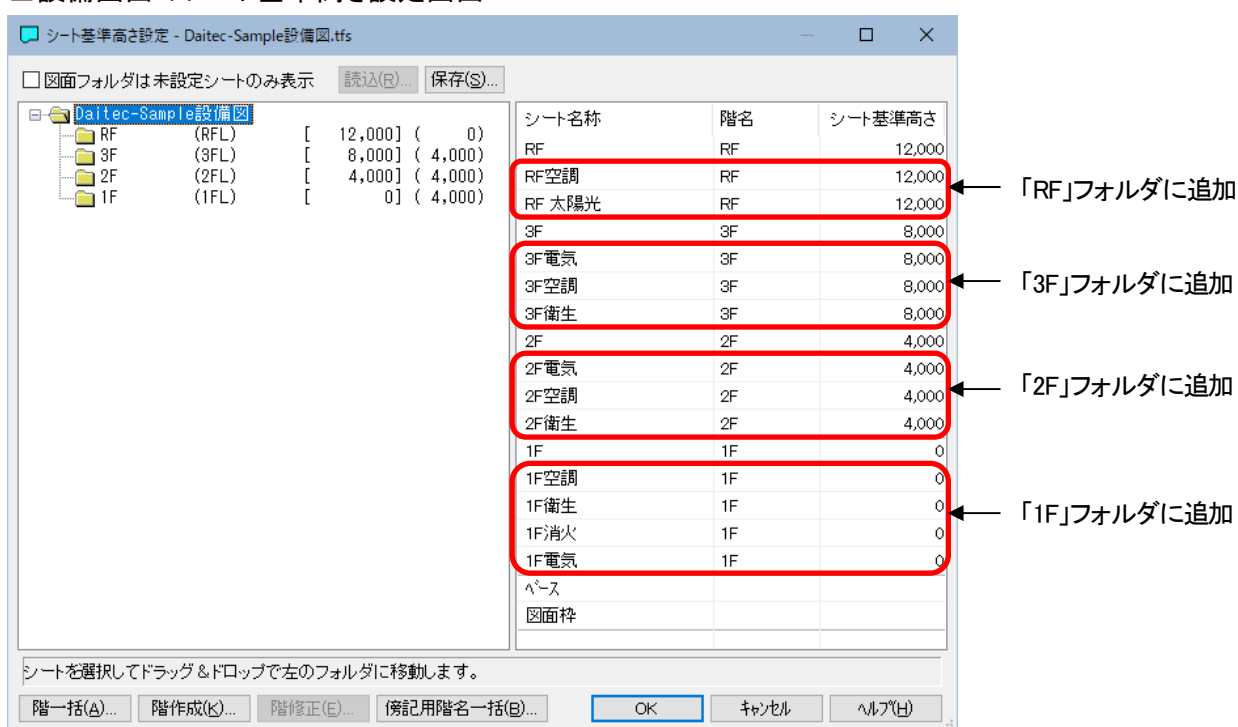 シート基準高さ設定 - Daitec-Sample設備図.tfs
図面フォルダは未設定シートのみ表示 読込(R)... 保存(S)...
Daitec-Sample設備図
RF (RFL) [ 12,000] ( 0)
3F (3FL) [ 8,000] ( 4,000)
2F (2FL) [ 4,000] ( 4,000)
1F (1FL) [ 0] ( 4,000)
シート名称 階名 シート基準高さ
RF RF 12,000
RF空調 RF 12,000
RF 太陽光 RF 12,000
3F 3F 8,000
3F電気 3F 8,000
3F空調 3F 8,000
3F衛生 3F 8,000
2F 2F 4,000
2F電気 2F 4,000
2F空調 2F 4,000
2F衛生 2F 4,000
1F 1F 0
1F空調 1F 0
1F衛生 1F 0
1F消火 1F 0
1F電気 1F 0
ベース
図面枠
「RF」フォルダに追加
「3F」フォルダに追加
「2F」フォルダに追加
「1F」フォルダに追加
シートを選択してドラッグ&ドロップで左のフォルダに移動します。
階一括(A)... 階作成(K)... 階修正(E)... 傍記用階名一括(B)... OK キャンセル ヘルプ(H)